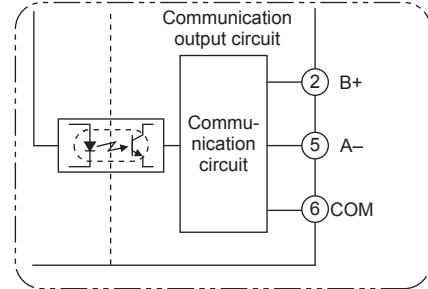 Communication
output circuit
Commu-
nication
circuit
2 B+
5 A–
6 COM